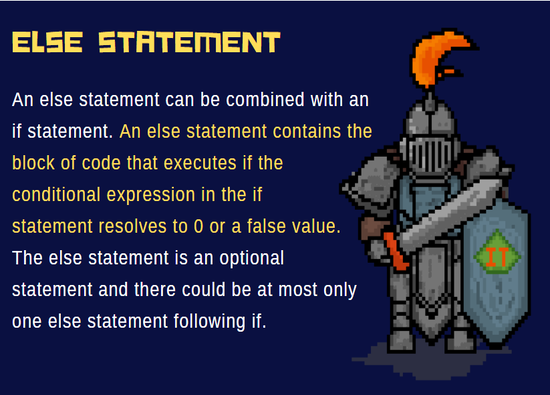 ELSE STATEMENT
An else statement can be combined with an
if statement. An else statement contains the
block of code that executes if the
conditional expression in the if
statement resolves to 0 or a false value.
The else statement is an optional
statement and there could be at most only
one else statement following if.
IT